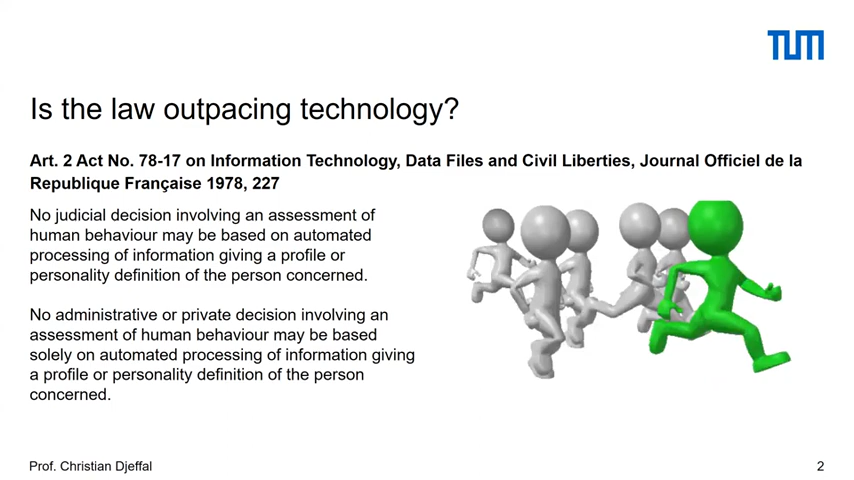 TUM
Is the law outpacing technology?
Art. 2 Act No. 78-17 on Information Technology, Data Files and Civil Liberties, Journal Officiel de la
Republique Française 1978, 227
No judicial decision involving an assessment of
human behaviour may be based on automated
processing of information giving a profile or
personality definition of the person concerned.
No administrative or private decision involving an
assessment of human behaviour may be based
solely on automated processing of information giving
a profile or personality definition of the person
concerned.
Prof. Christian Djeffal
2